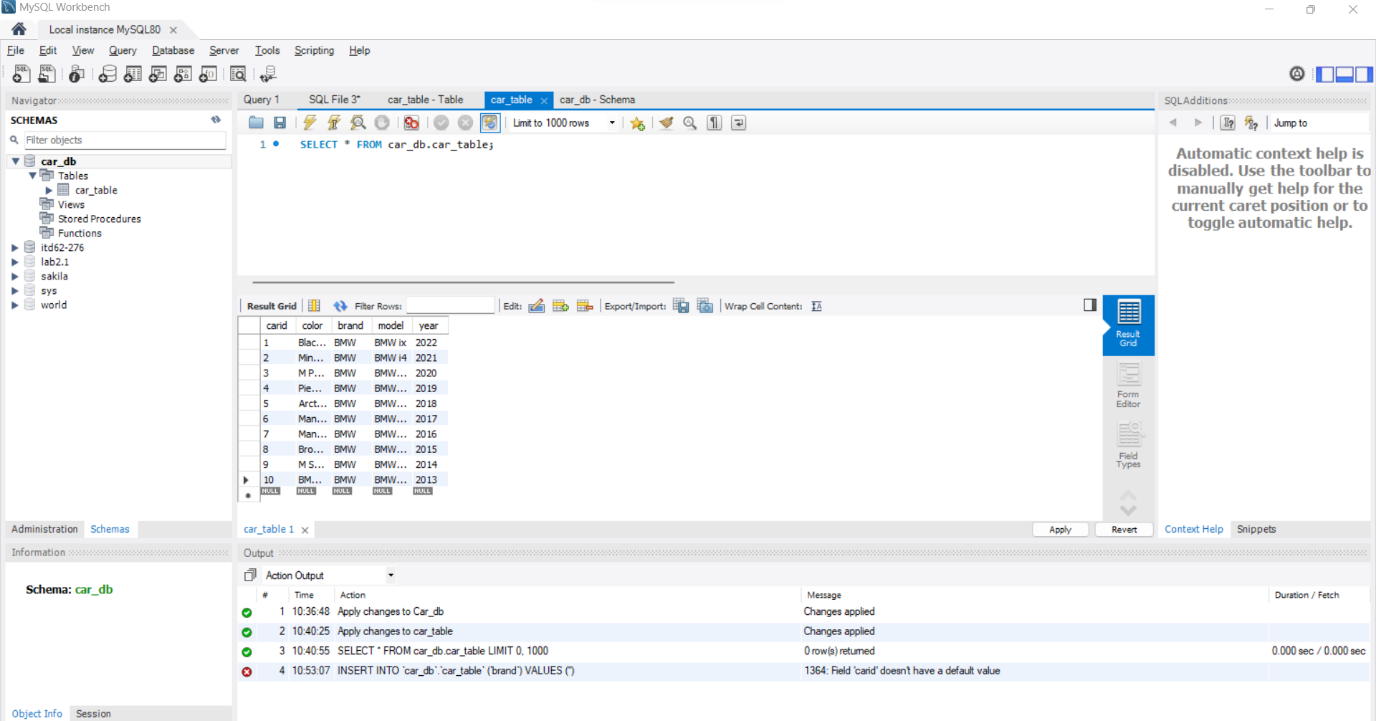 MySQL Workbench
Local instance MySQL80
File Edit View Query Database Server Tools Scripting Help
Navigator
SCHEMAS
Filter objects
car_db
Tables
car_table
Views
Stored Procedures
Functions
itd62-276
lab2.1
sakila
sys
world
Administration Schemas
Information
Schema: car_db
Object Info Session
Query 1 SQL File 3* car_table - Table car_table car_db - Schema
Limit to 1000 rows
1 SELECT * FROM car_db.car_table;
Result Grid Filter Rows: Edit: Export/Import: Wrap Cell Content:
carid color brand model year
1 Blac... BMW BMW ix 2022
2 Min... BMW BMW i4 2021
3 M P... BMW BMW... 2020
4 Pie... BMW BMW... 2019
5 Arct... BMW BMW... 2018
6 Man... BMW BMW... 2017
7 Man... BMW BMW... 2016
8 Bro... BMW BMW... 2015
9 M S... BMW BMW... 2014
10 BM... BMW BMW... 2013
NULL NULL NULL NULL NULL
Result Grid
Form Editor
Field Types
car_table 1 Apply Revert
SQLAdditions
Jump to
Automatic context help is
disabled. Use the toolbar to
manually get help for the
current caret position or to
toggle automatic help.
Context Help Snippets
Output
Action Output
# Time Action Message Duration / Fetch
1 10:36:48 Apply changes to Car_db Changes applied
2 10:40:25 Apply changes to car_table Changes applied
3 10:40:55 SELECT * FROM car_db.car_table LIMIT 0, 1000 0 row(s) returned 0.000 sec / 0.000 sec
4 10:53:07 INSERT INTO `car_db`.`car_table` (`brand`) VALUES ('') 1364: Field 'carid' doesn't have a default value